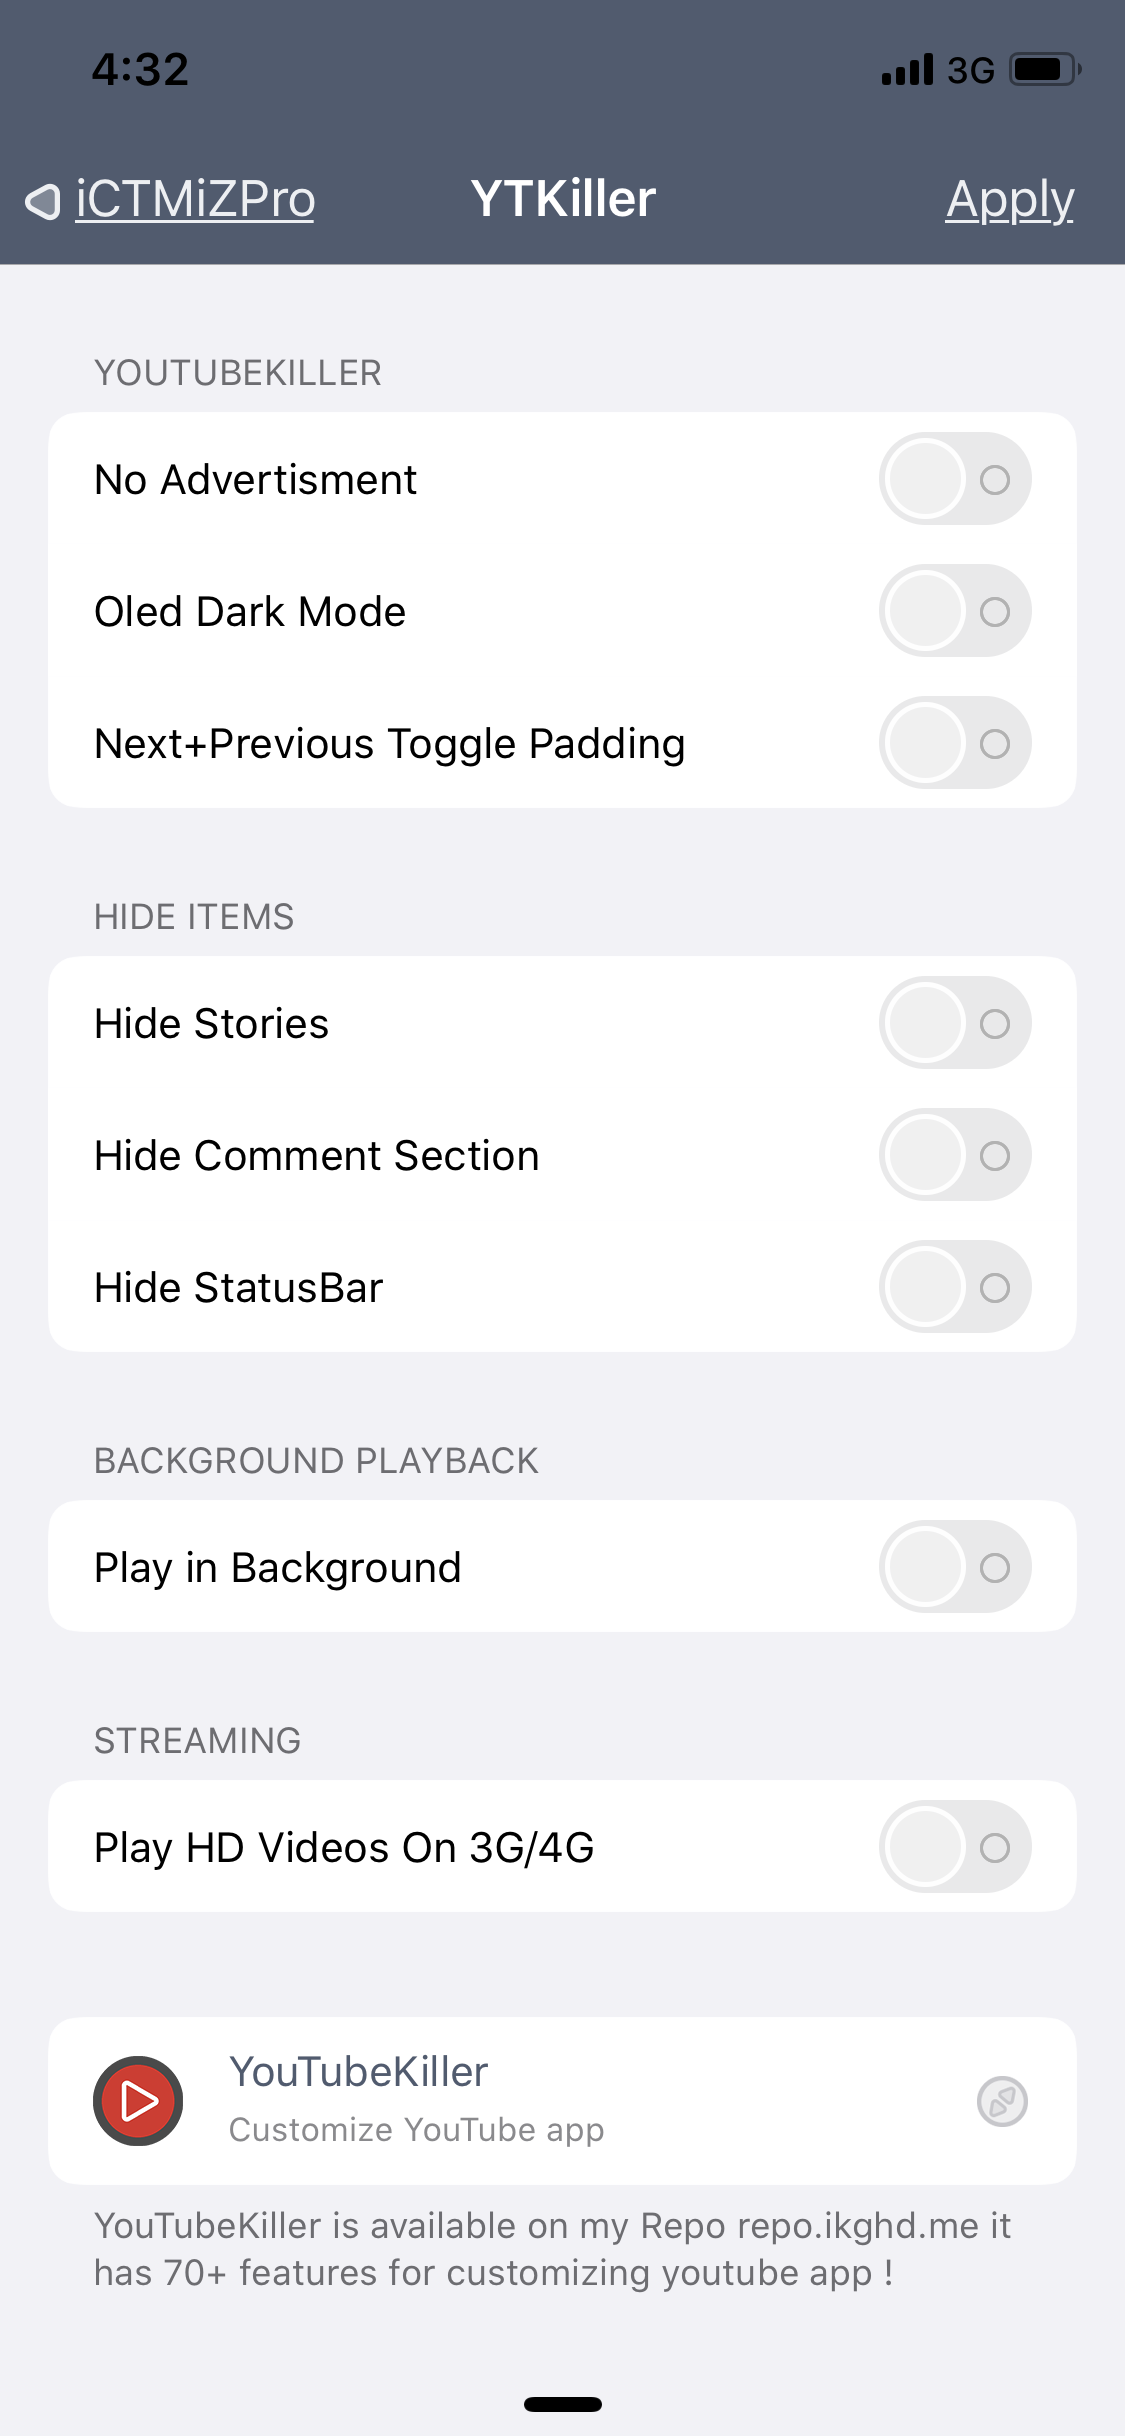 4:32
3G
iCTMiZPro
YTKiller
Apply
YOUTUBEKILLER
No Advertisment
Oled Dark Mode
Next+Previous Toggle Padding
HIDE ITEMS
Hide Stories
Hide Comment Section
Hide StatusBar
BACKGROUND PLAYBACK
Play in Background
STREAMING
Play HD Videos On 3G/4G
YouTubeKiller
Customize YouTube app
YouTubeKiller is available on my Repo repo.ikghd.me it
has 70+ features for customizing youtube app !